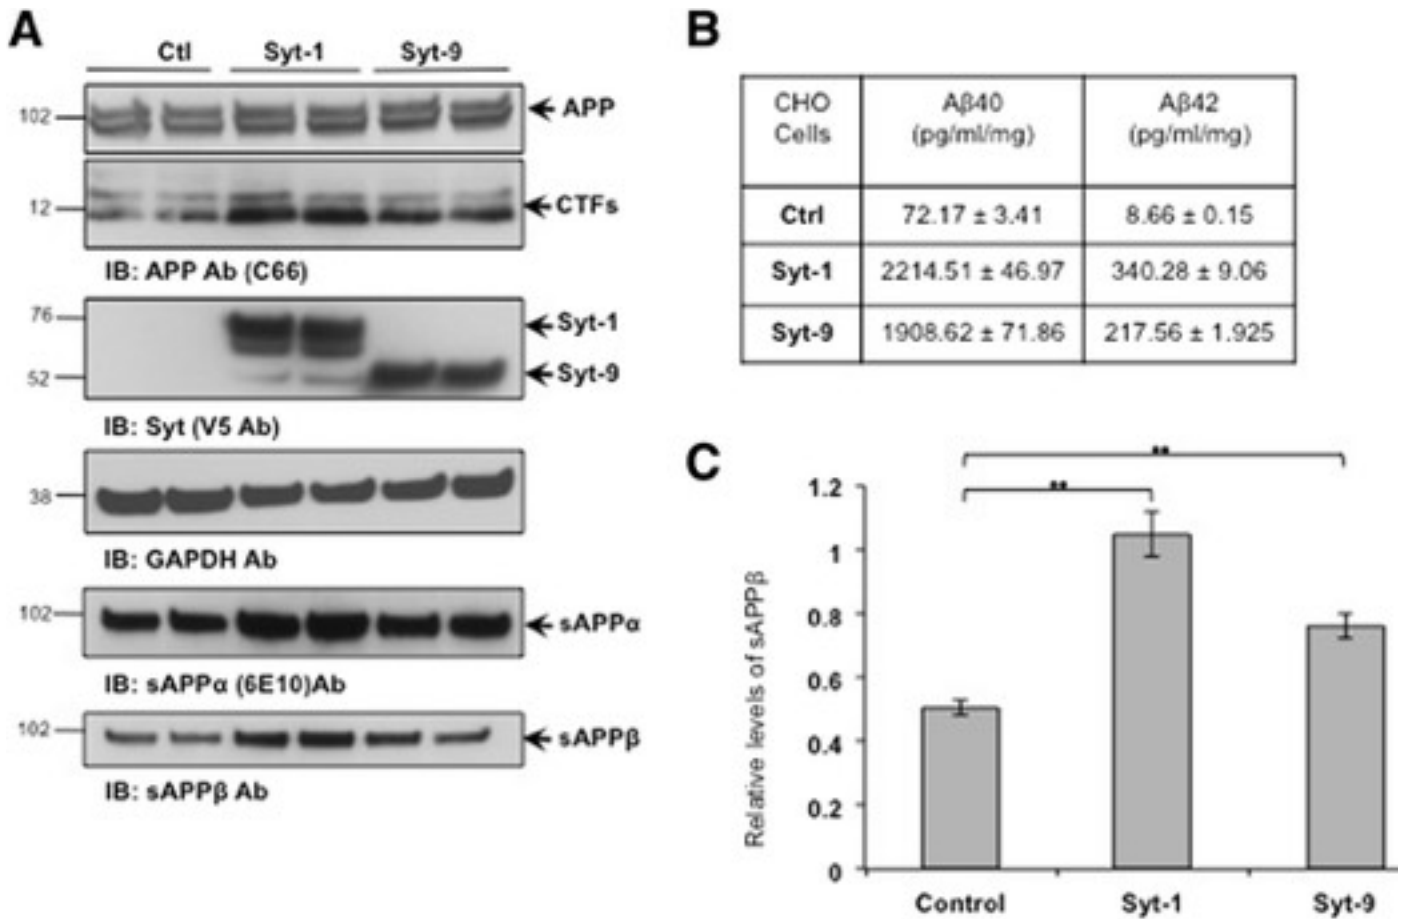 A
Ctl Syt-1 Syt-9
102 APP
12 CTFs
IB: APP Ab (C66)
76 Syt-1
52 Syt-9
IB: Syt (V5 Ab)
38
IB: GAPDH Ab
102 sAPPα
IB: sAPPα (6E10)Ab
102 sAPPβ
IB: sAPPβ Ab
B
CHO Cells Aβ40 (pg/ml/mg) Aβ42 (pg/ml/mg)
Ctrl 72.17 ± 3.41 8.66 ± 0.15
Syt-1 2214.51 ± 46.97 340.28 ± 9.06
Syt-9 1908.62 ± 71.86 217.56 ± 1.925
C
**
**
Relative levels of sAPPβ
1.2
1
0.8
0.6
0.4
0.2
0
Control Syt-1 Syt-9